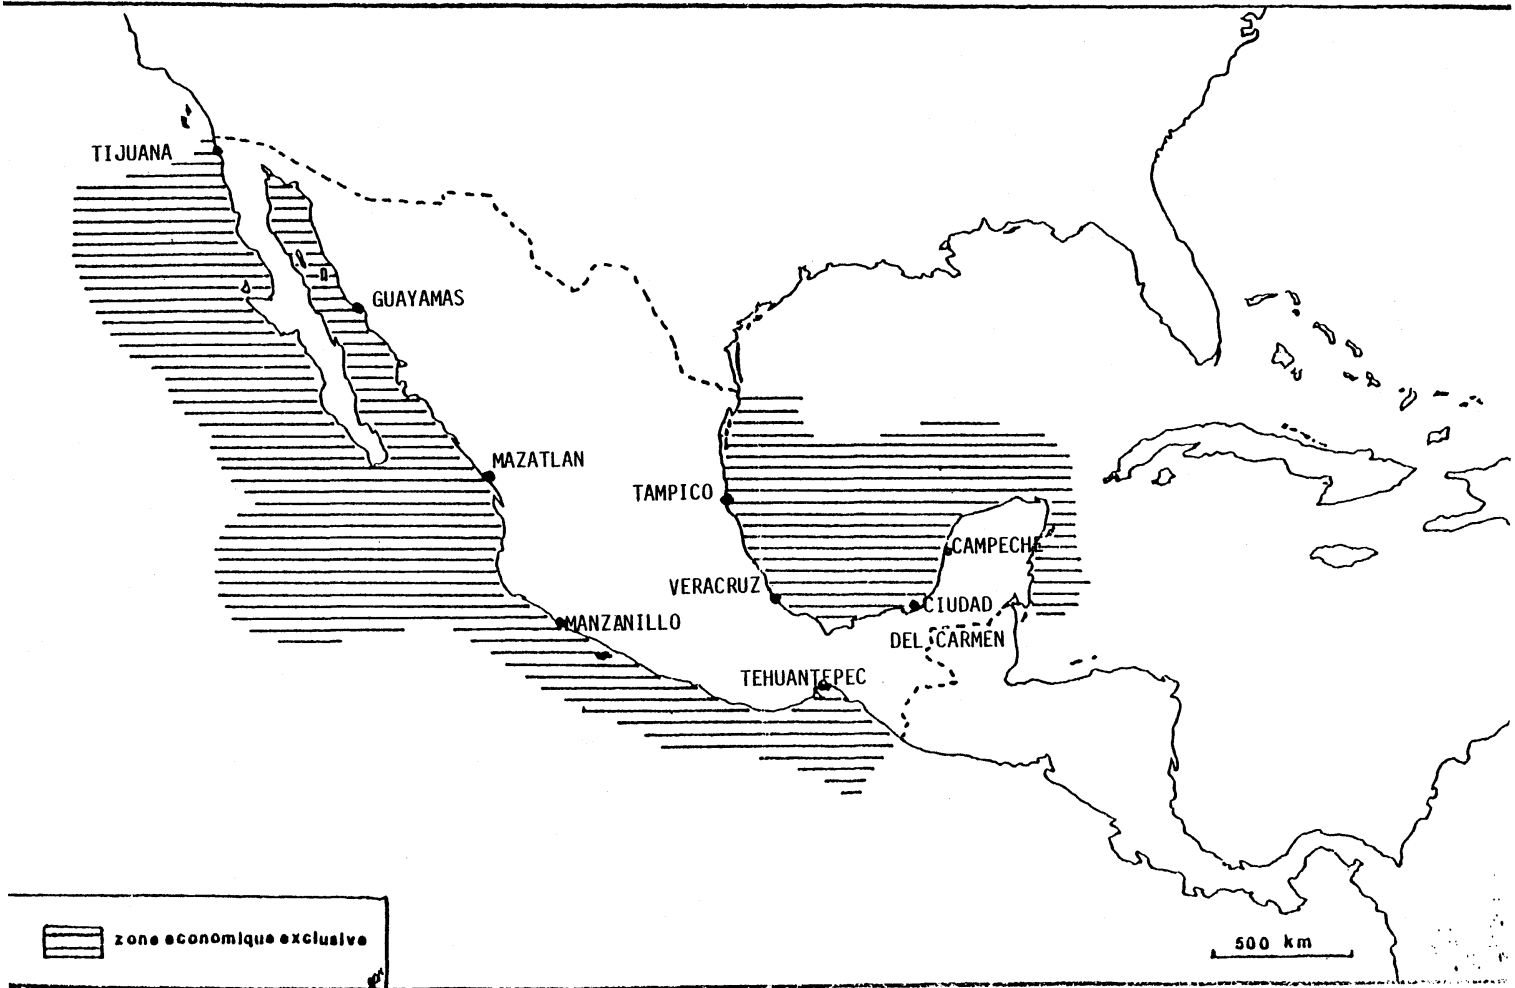 TIJUANA
GUAYAMAS
MAZATLAN
TAMPICO
CAMPECHE
VERACRUZ
CIUDAD
DEL CARMEN
MANZANILLO
TEHUANTEPEC
zone economique exclusive
500 km